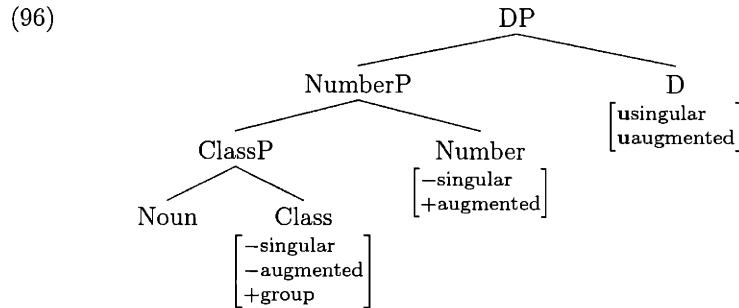 (96) DP
NumberP D
[usingular
uaugmented]
ClassP Number
[−singular
+augmented]
Noun Class
[−singular
−augmented
+group]